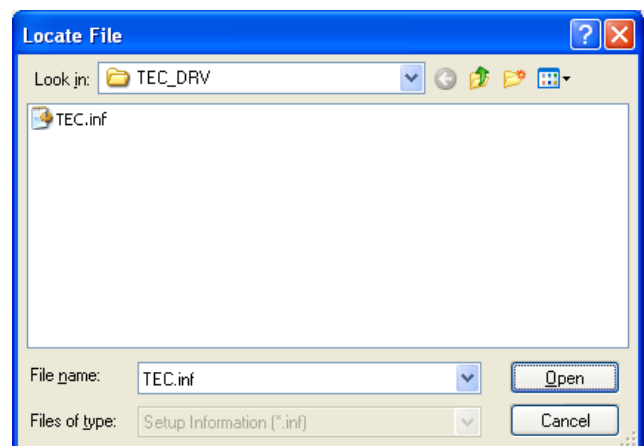 Locate File
Look in: TEC_DRV
TEC.inf
File name: TEC.inf Open
Files of type: Setup Information (*.inf) Cancel